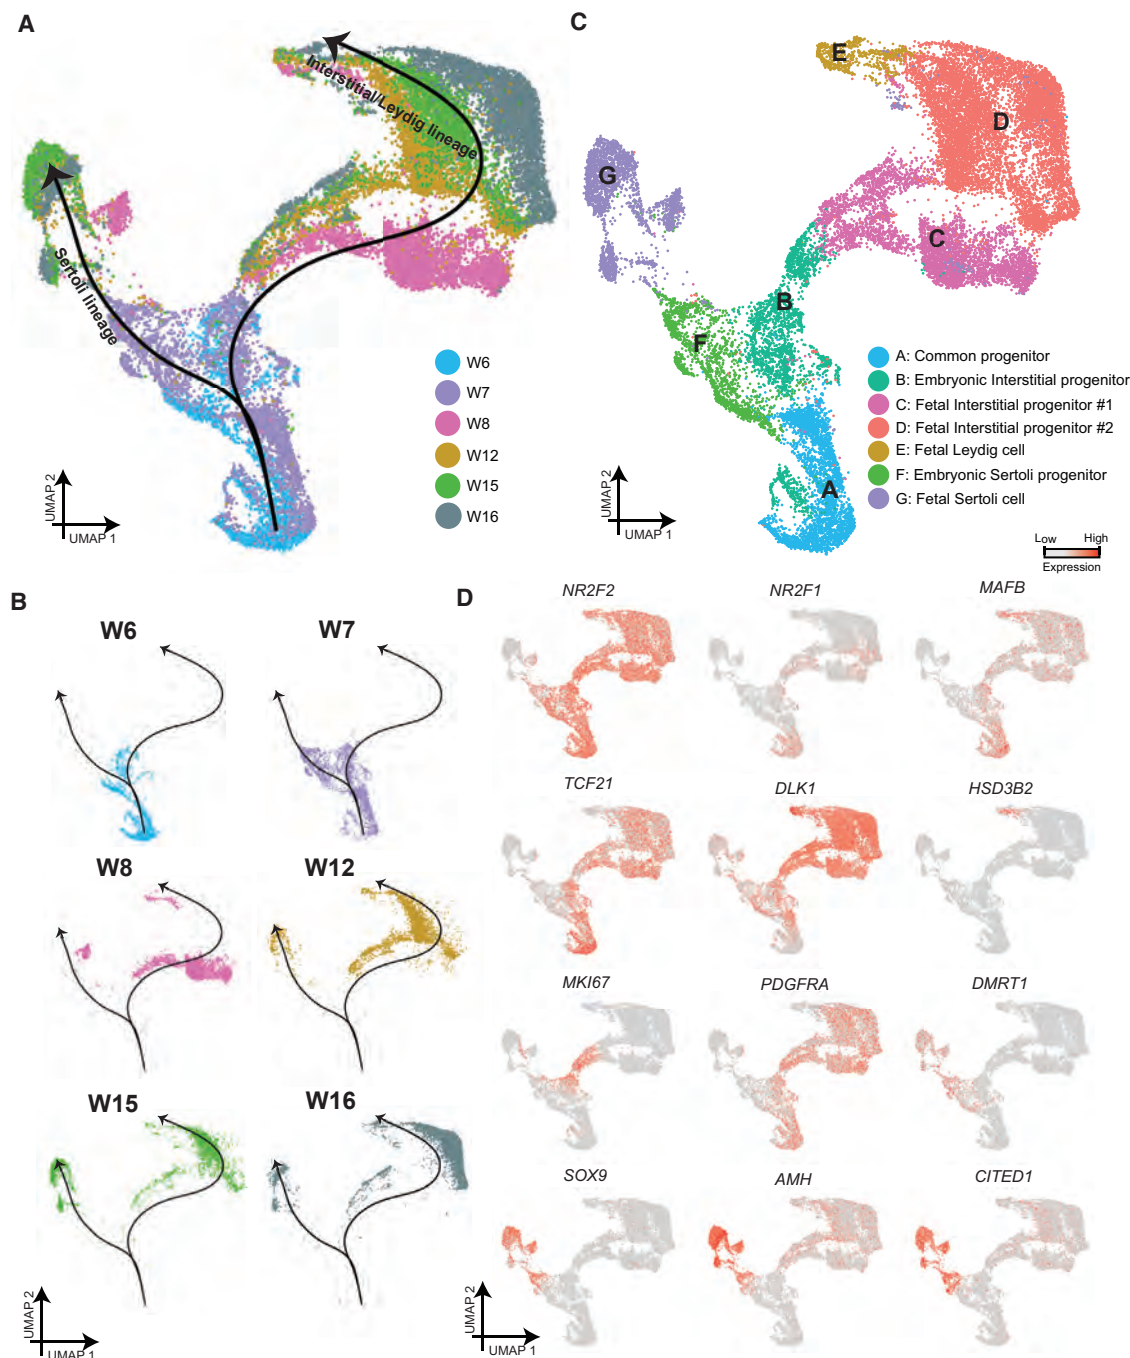 A
Interstitial/Leydig lineage
Sertoli lineage
W6
W7
W8
W12
W15
W16
UMAP 2
UMAP 1
C
E
D
G
C
B
F
A
A: Common progenitor
B: Embryonic Interstitial progenitor
C: Fetal Interstitial progenitor #1
D: Fetal Interstitial progenitor #2
E: Fetal Leydig cell
F: Embryonic Sertoli progenitor
G: Fetal Sertoli cell
UMAP 2
UMAP 1
Low High
Expression
B
W6 W7
W8 W12
W15 W16
UMAP 2
UMAP 1
D
NR2F2 NR2F1 MAFB
TCF21 DLK1 HSD3B2
MKI67 PDGFRA DMRT1
SOX9 AMH CITED1
UMAP 2
UMAP 1